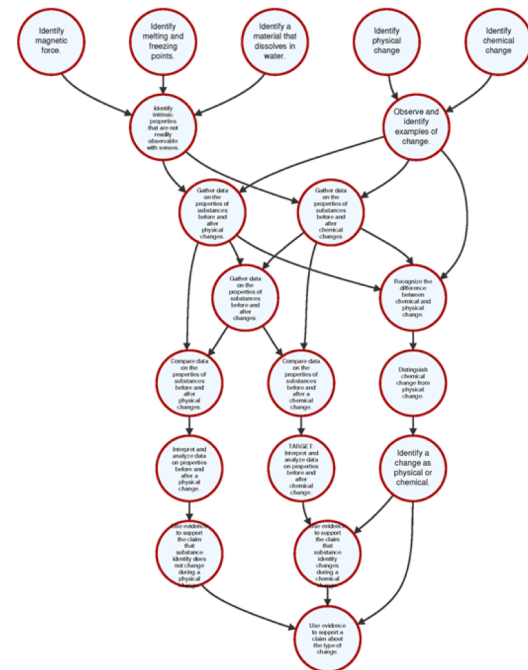 Identify
magnetic
force.
Identify
melting and
freezing
points.
Identify a
material that
dissolves in
water.
Identify
physical
change
Identify
chemical
change
Identify
intrinsic
properties
that are not
readily
observable
with senses.
Observe and
identify
examples of
change.
Gather data
on the
properties of
substances
before and
after
physical
changes.
Gather data
on the
properties of
substances
before and
after
chemical
changes
Gather data
on the
properties of
substances
before and
after
changes.
Recognize the
difference
between
chemical and
physical
change.
Compare data
on the
properties of
substances
before and
after
physical
changes.
Compare data
on the
properties of
substances
before and
after a
chemical
change.
Distinguish
chemical
change from
physical
change.
Interpret and
analyze data
on properties
before and
after a
physical
change.
TARGET:
Interpret and
analyze data
on properties
before and
after
chemical
change.
Identify a
change as
physical or
chemical.
Use evidence
to support
the claim
that
substance
identity does
not change
during a
physical
change
Use evidence
to support
the claim
that
substance
identity
changes
during a
chemical
change
Use evidence
to support a
claim about
the type of
change.